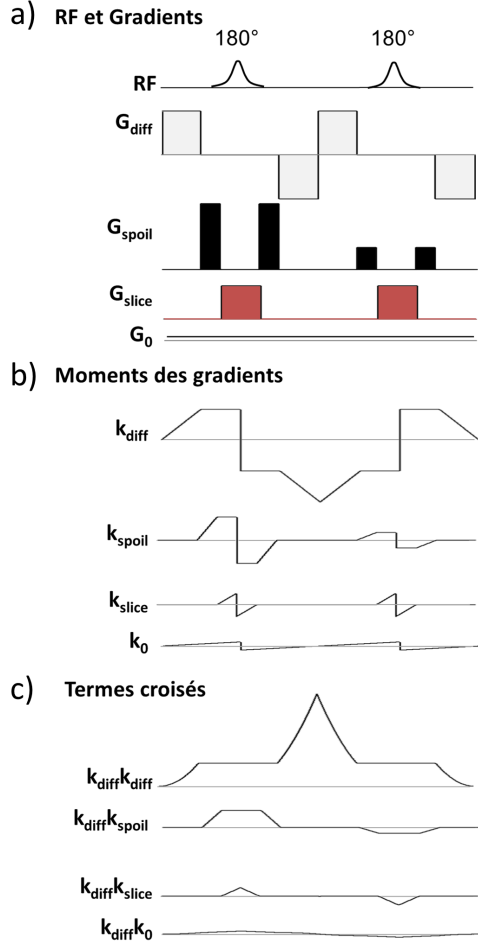 a) RF et Gradients
180° 180°
RF
Gdiff
Gspoil
Gslice
G0
b) Moments des gradients
kdiff
kspoil
kslice
k0
c) Termes croisés
kdiffkdiff
kdiffkspoil
kdiffkslice
kdiffk0